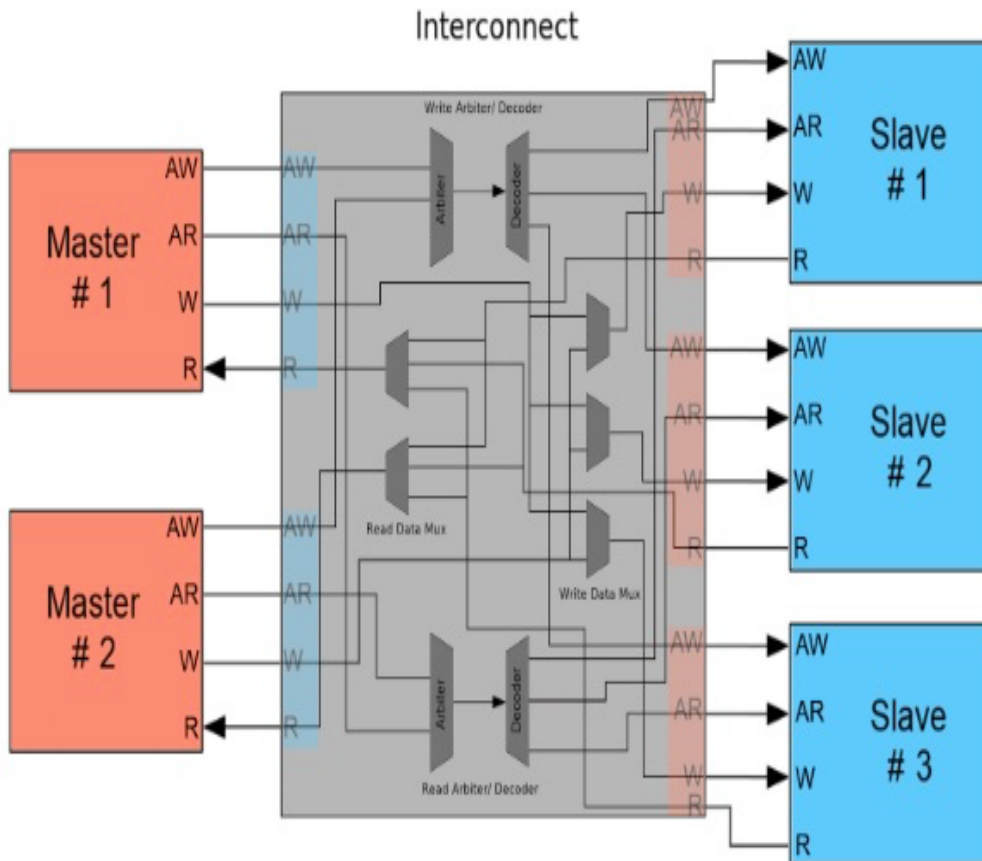 Interconnect
Write Arbiter/ Decoder
Master
# 1
AW
AR
W
R
AW
AR
W
R
Arbiter
Decoder
AW
AR
W
R
AW
AR
W
R
Slave
# 1
Read Data Mux
Write Data Mux
AW
AR
W
R
AW
AR
W
R
Slave
# 2
Master
# 2
AW
AR
W
R
AW
AR
W
R
Arbiter
Decoder
Read Arbiter/ Decoder
AW
AR
W
R
AW
AR
W
R
Slave
# 3